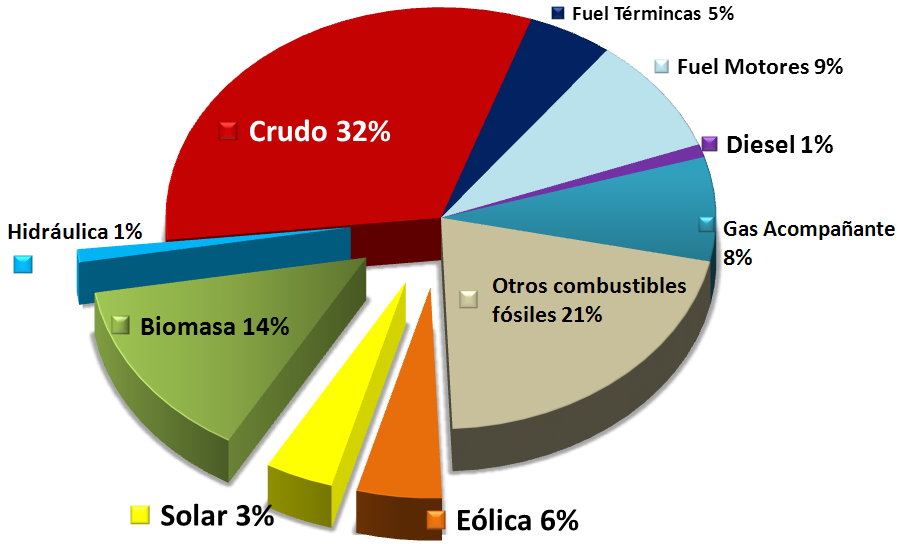 Fuel Términcas 5%
Fuel Motores 9%
Crudo 32%
Diesel 1%
Gas Acompañante
8%
Hidráulica 1%
Otros combustibles
fósiles 21%
Biomasa 14%
Solar 3%
Eólica 6%